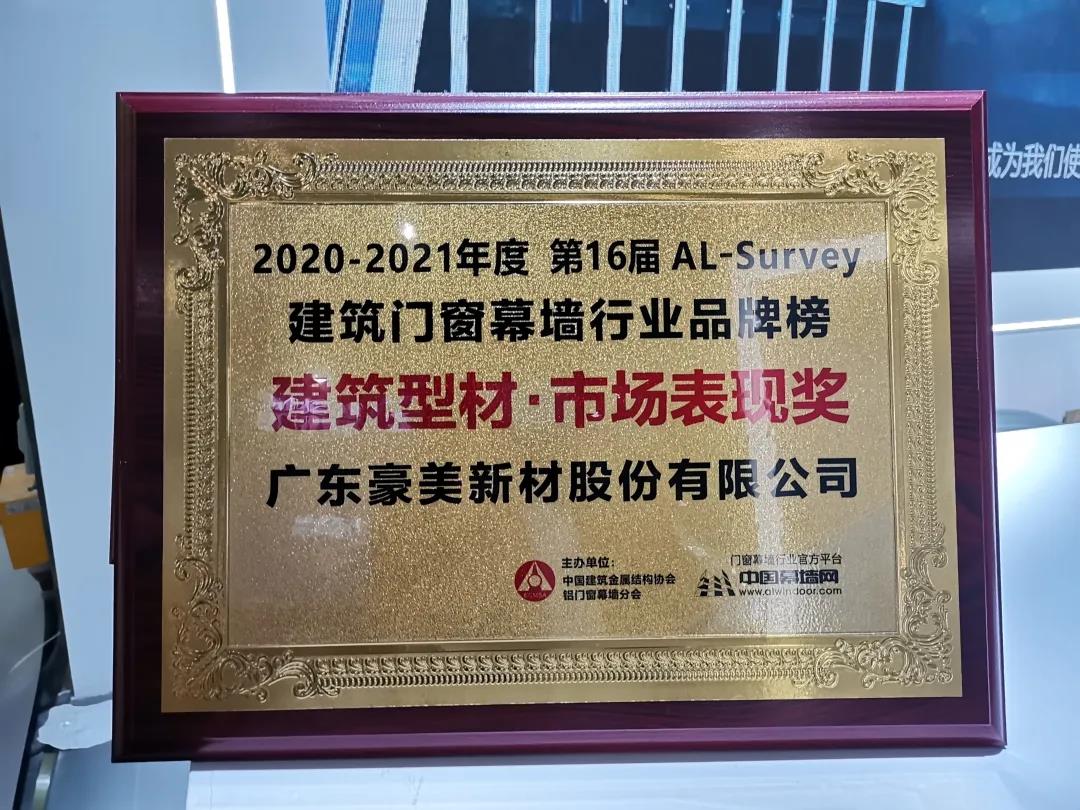 成为我们使
2020-2021年度 第16届 AL-Survey
建筑门窗幕墙行业品牌榜
建筑型材·市场表现奖
广东豪美新材股份有限公司
主办单位：
中国建筑金属结构协会
铝门窗幕墙分会
门窗幕墙行业官方平台
中国幕墙网
www.alwindoor.com